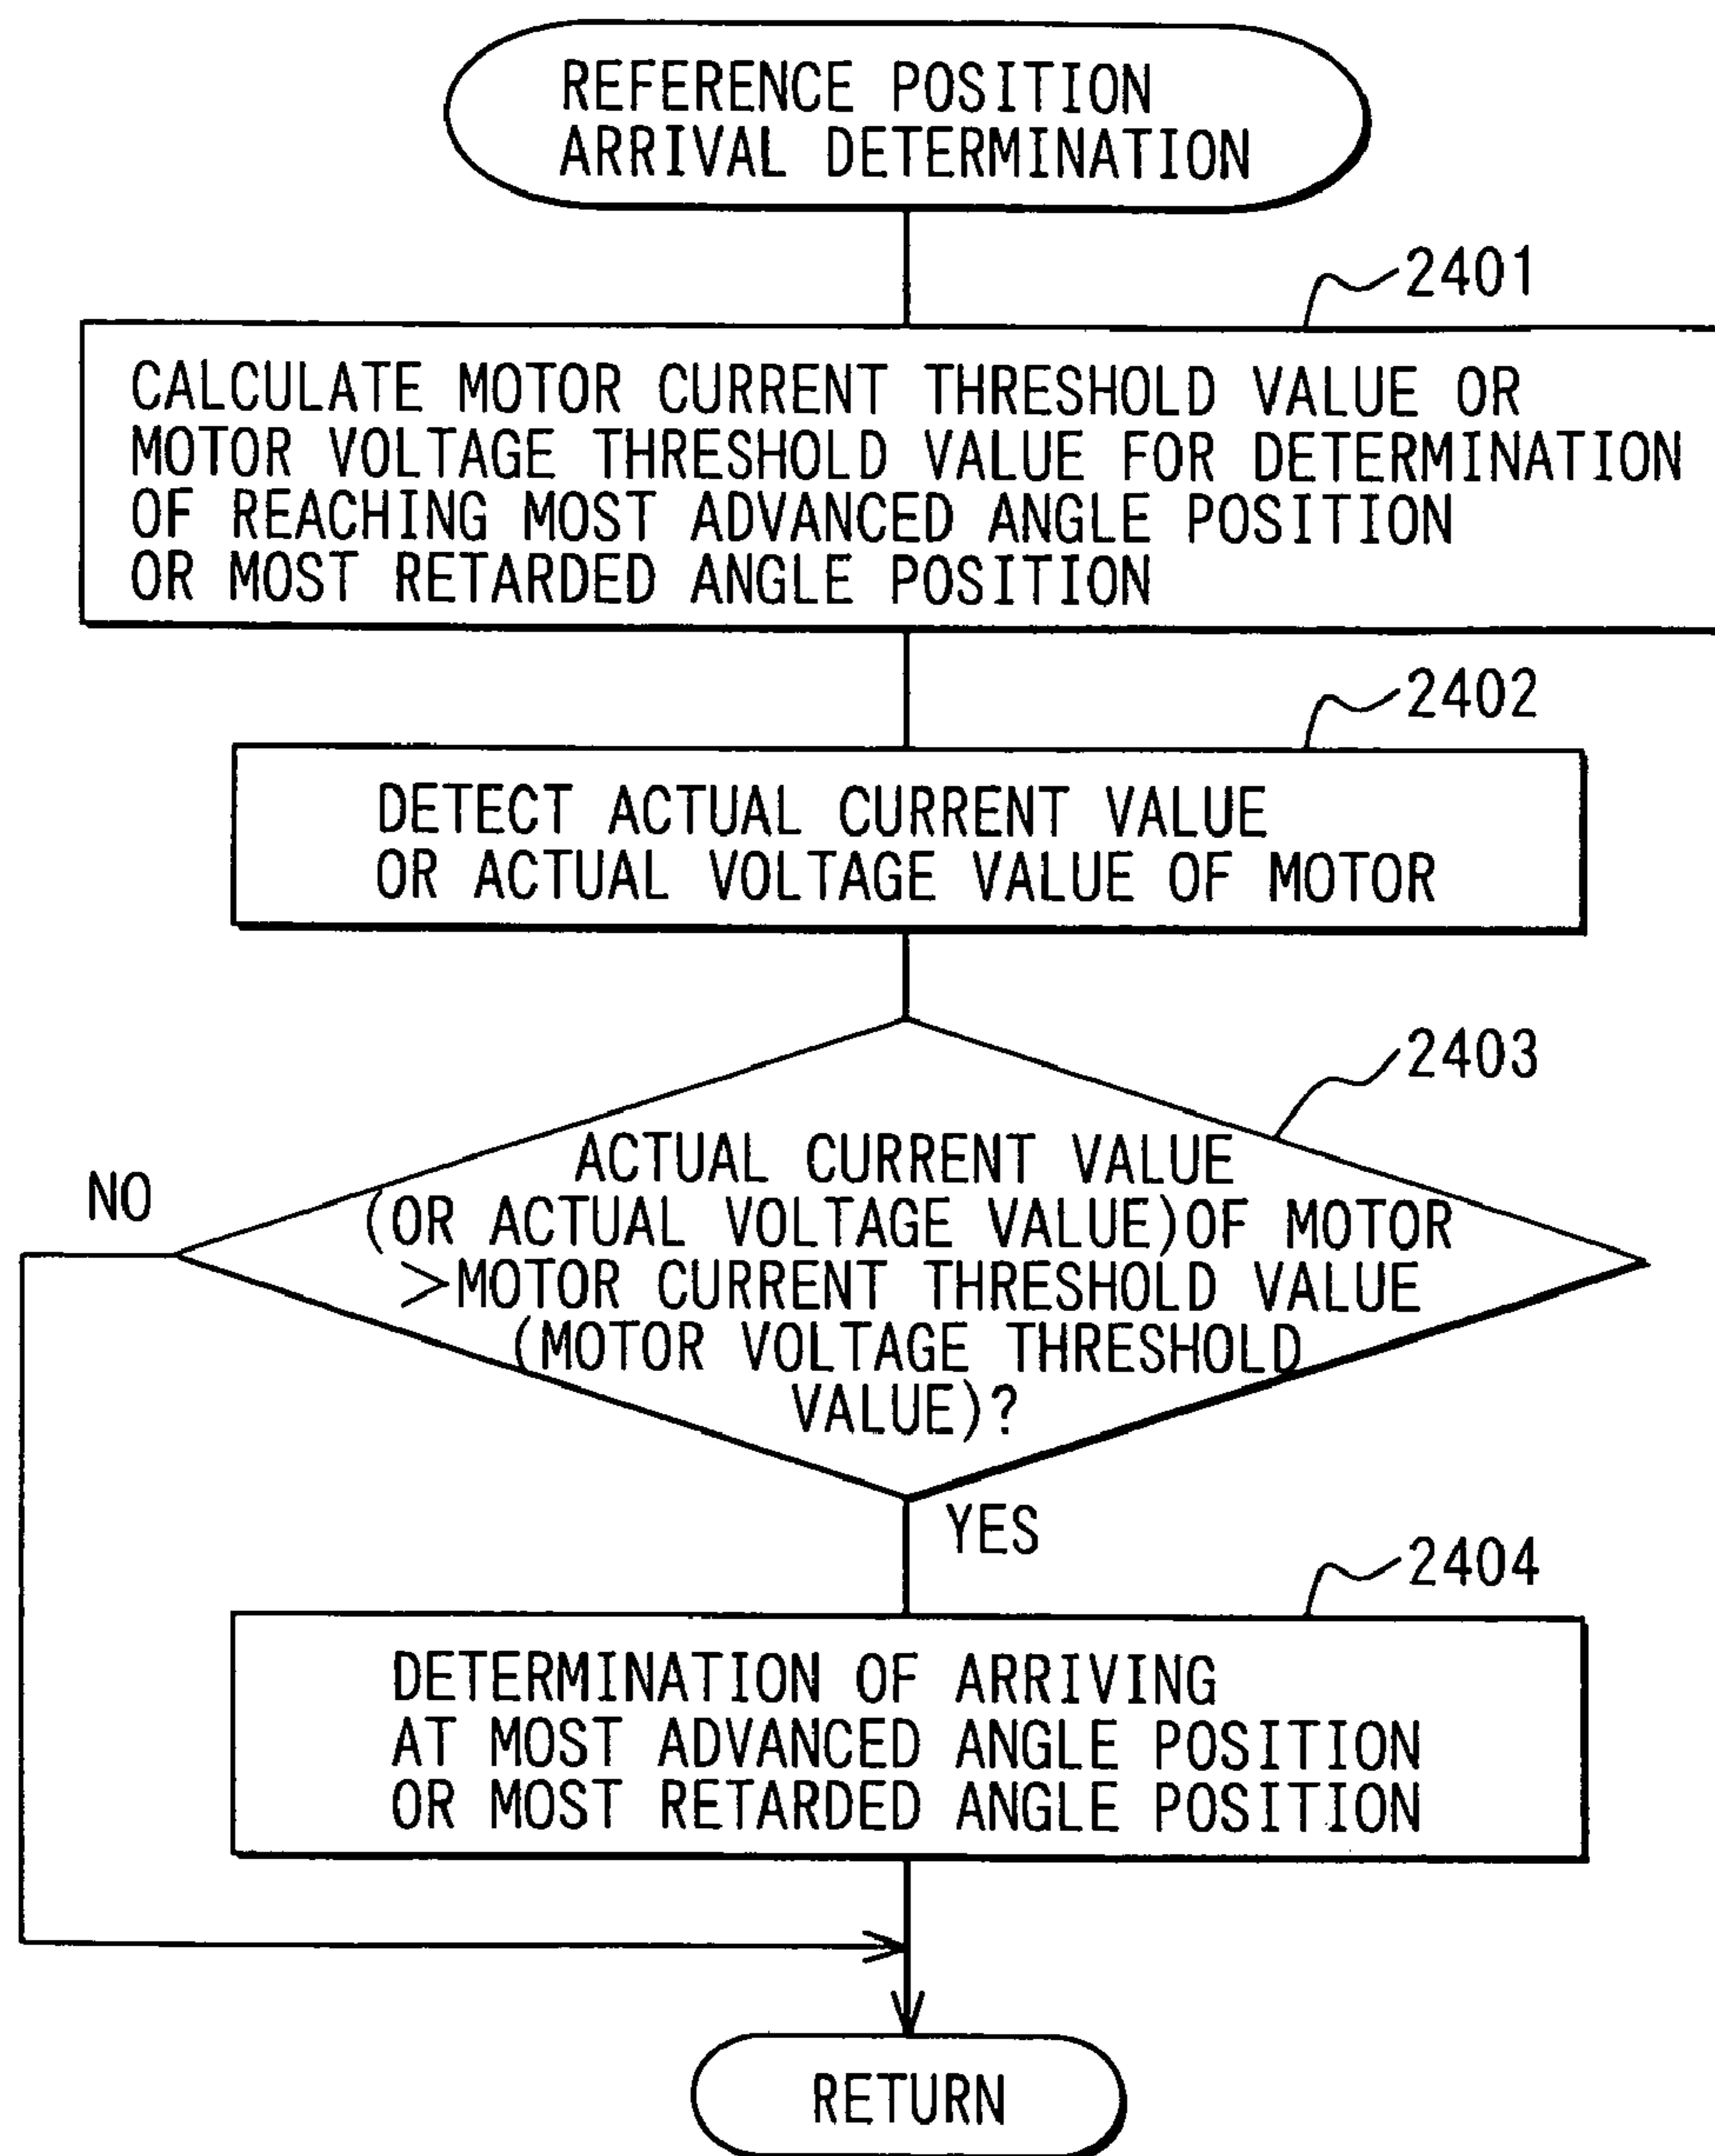 REFERENCE POSITION
ARRIVAL DETERMINATION
2401
CALCULATE MOTOR CURRENT THRESHOLD VALUE OR
MOTOR VOLTAGE THRESHOLD VALUE FOR DETERMINATION
OF REACHING MOST ADVANCED ANGLE POSITION
OR MOST RETARDED ANGLE POSITION
2402
DETECT ACTUAL CURRENT VALUE
OR ACTUAL VOLTAGE VALUE OF MOTOR
2403
ACTUAL CURRENT VALUE
(OR ACTUAL VOLTAGE VALUE)OF MOTOR
>MOTOR CURRENT THRESHOLD VALUE
(MOTOR VOLTAGE THRESHOLD
VALUE)?
NO
YES
2404
DETERMINATION OF ARRIVING
AT MOST ADVANCED ANGLE POSITION
OR MOST RETARDED ANGLE POSITION
RETURN